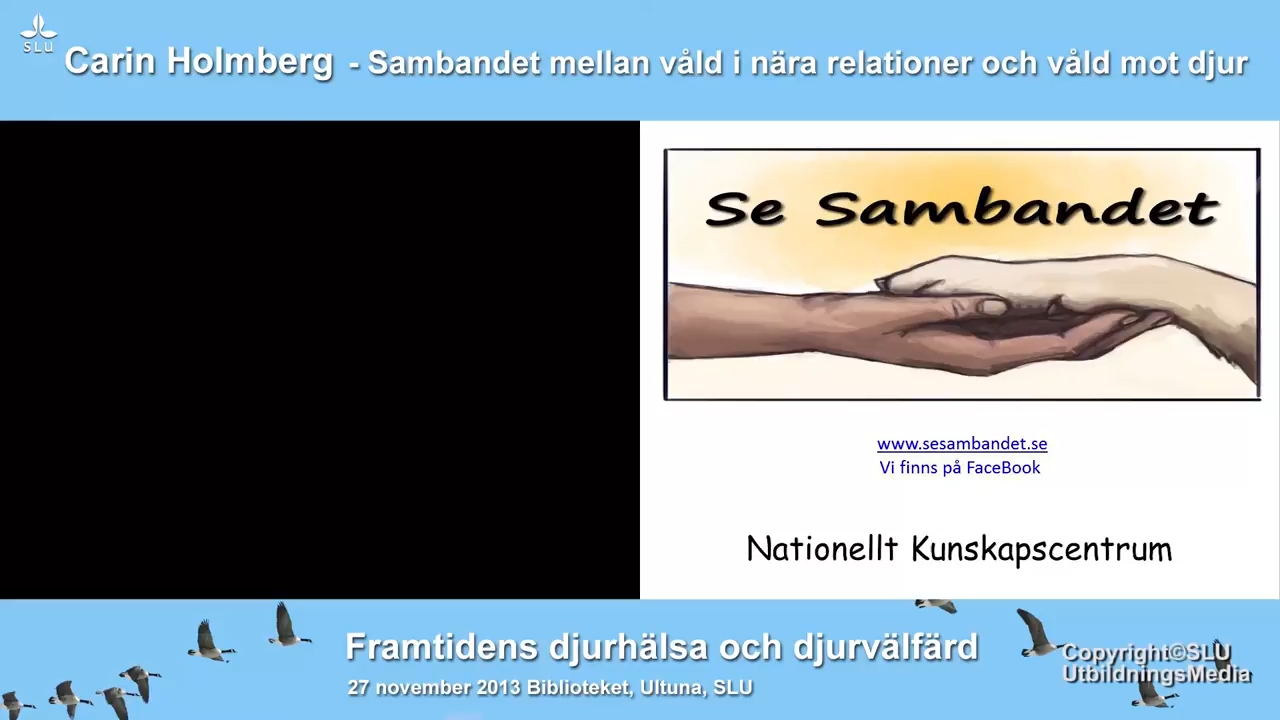 SLU
Carin Holmberg - Sambandet mellan våld i nära relationer och våld mot djur
Se Sambandet
www.sesambandet.se
Vi finns på FaceBook
Nationellt Kunskapscentrum
Framtidens djurhälsa och djurvälfärd
27 november 2013 Biblioteket, Ultuna, SLU
Copyright©SLU
UtbildningsMedia